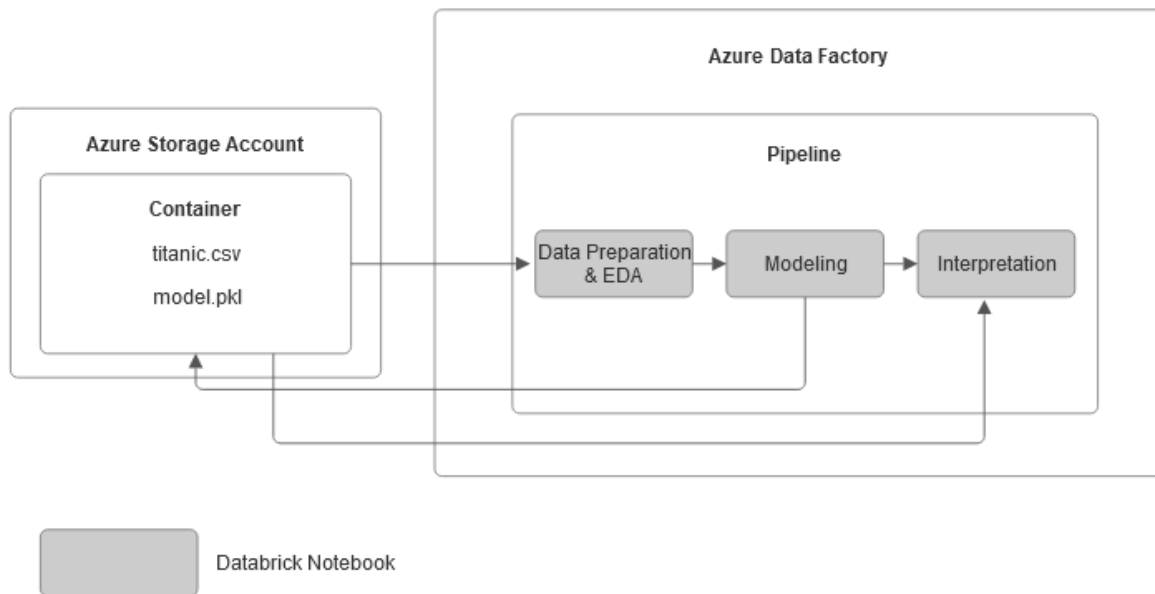 Azure Data Factory
Azure Storage Account
Pipeline
Container
titanic.csv
model.pkl
Data Preparation
& EDA
Modeling
Interpretation
Databrick Notebook